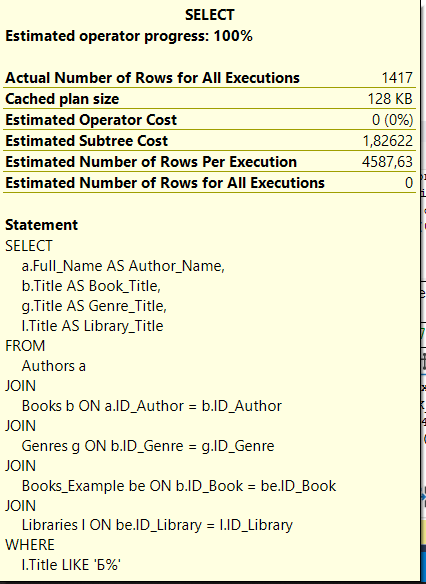 SELECT
Estimated operator progress: 100%
Actual Number of Rows for All Executions 1417
Cached plan size 128 KB
Estimated Operator Cost 0 (0%)
Estimated Subtree Cost 1,82622
Estimated Number of Rows Per Execution 4587,63
Estimated Number of Rows for All Executions 0
Statement
SELECT
a.Full_Name AS Author_Name,
b.Title AS Book_Title,
g.Title AS Genre_Title,
l.Title AS Library_Title
FROM
Authors a
JOIN
Books b ON a.ID_Author = b.ID_Author
JOIN
Genres g ON b.ID_Genre = g.ID_Genre
JOIN
Books_Example be ON b.ID_Book = be.ID_Book
JOIN
Libraries l ON be.ID_Library = l.ID_Library
WHERE
l.Title LIKE 'Б%'